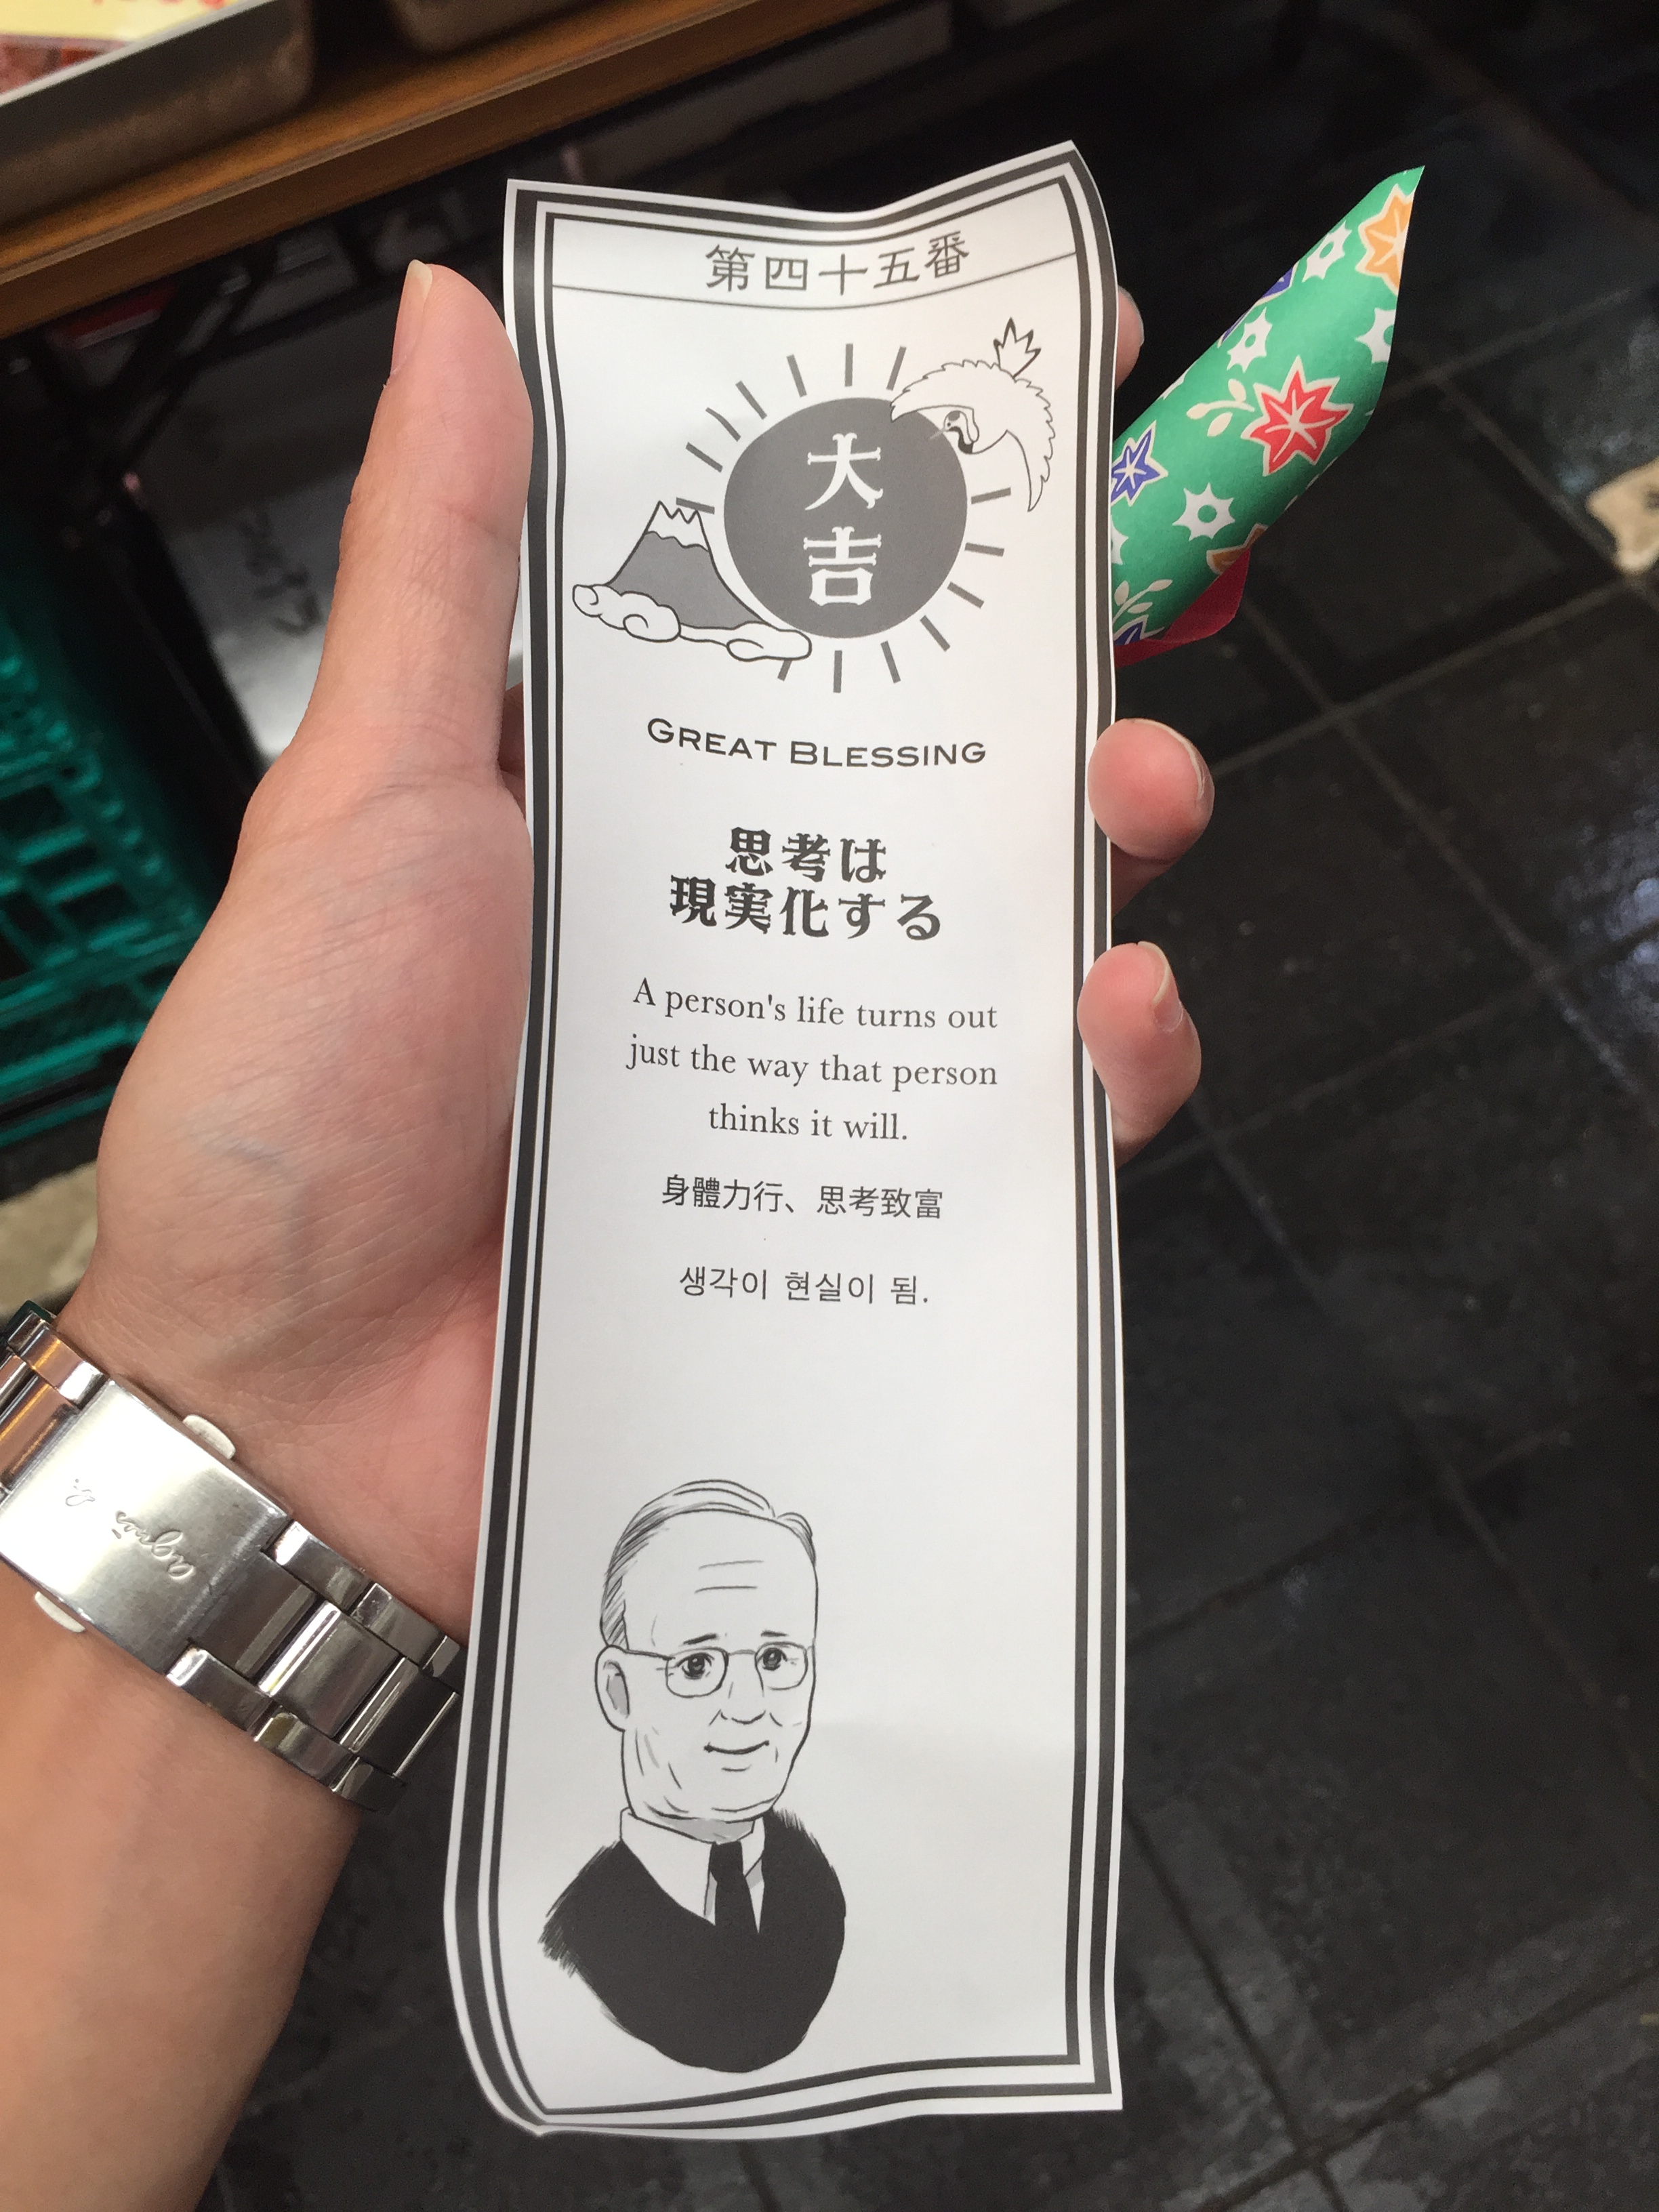 第四十五番
大
吉
GREAT BLESSING
思考は
現実化する
A person's life turns out
just the way that person
thinks it will.
身體力行、思考致富
생각이 현실이 됨.
agnès b.